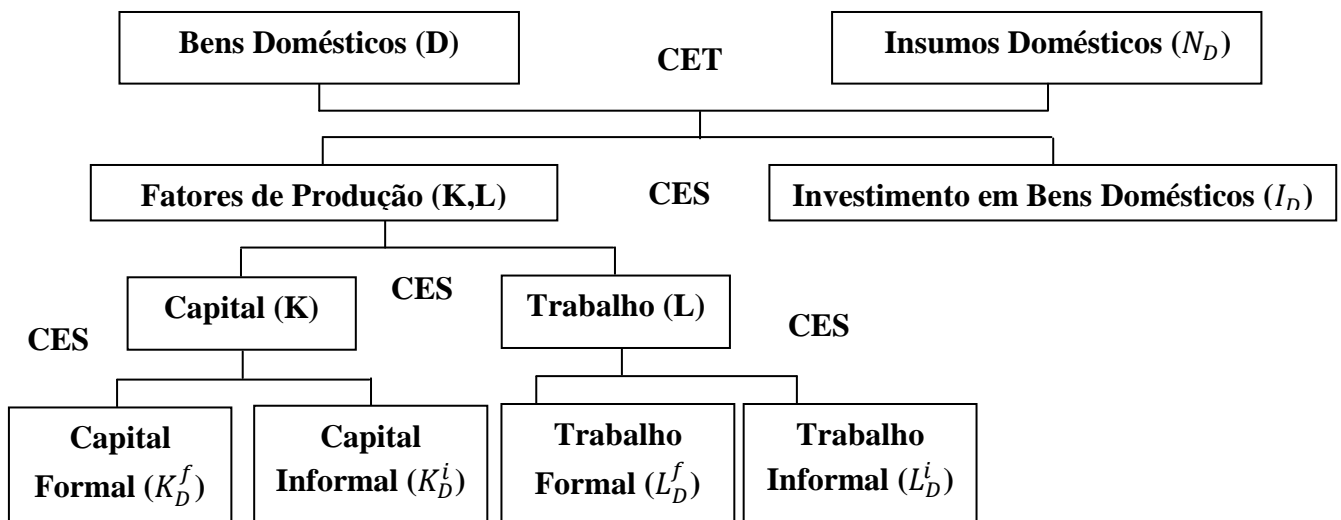 Bens Domésticos (D)
Insumos Domésticos (N_D)
CET
Fatores de Produção (K,L)
CES
Investimento em Bens Domésticos (I_D)
CES
Capital (K)
Trabalho (L)
CES
CES
Capital
Formal (K_D^f)
Capital
Informal (K_D^i)
Trabalho
Formal (L_D^f)
Trabalho
Informal (L_D^i)